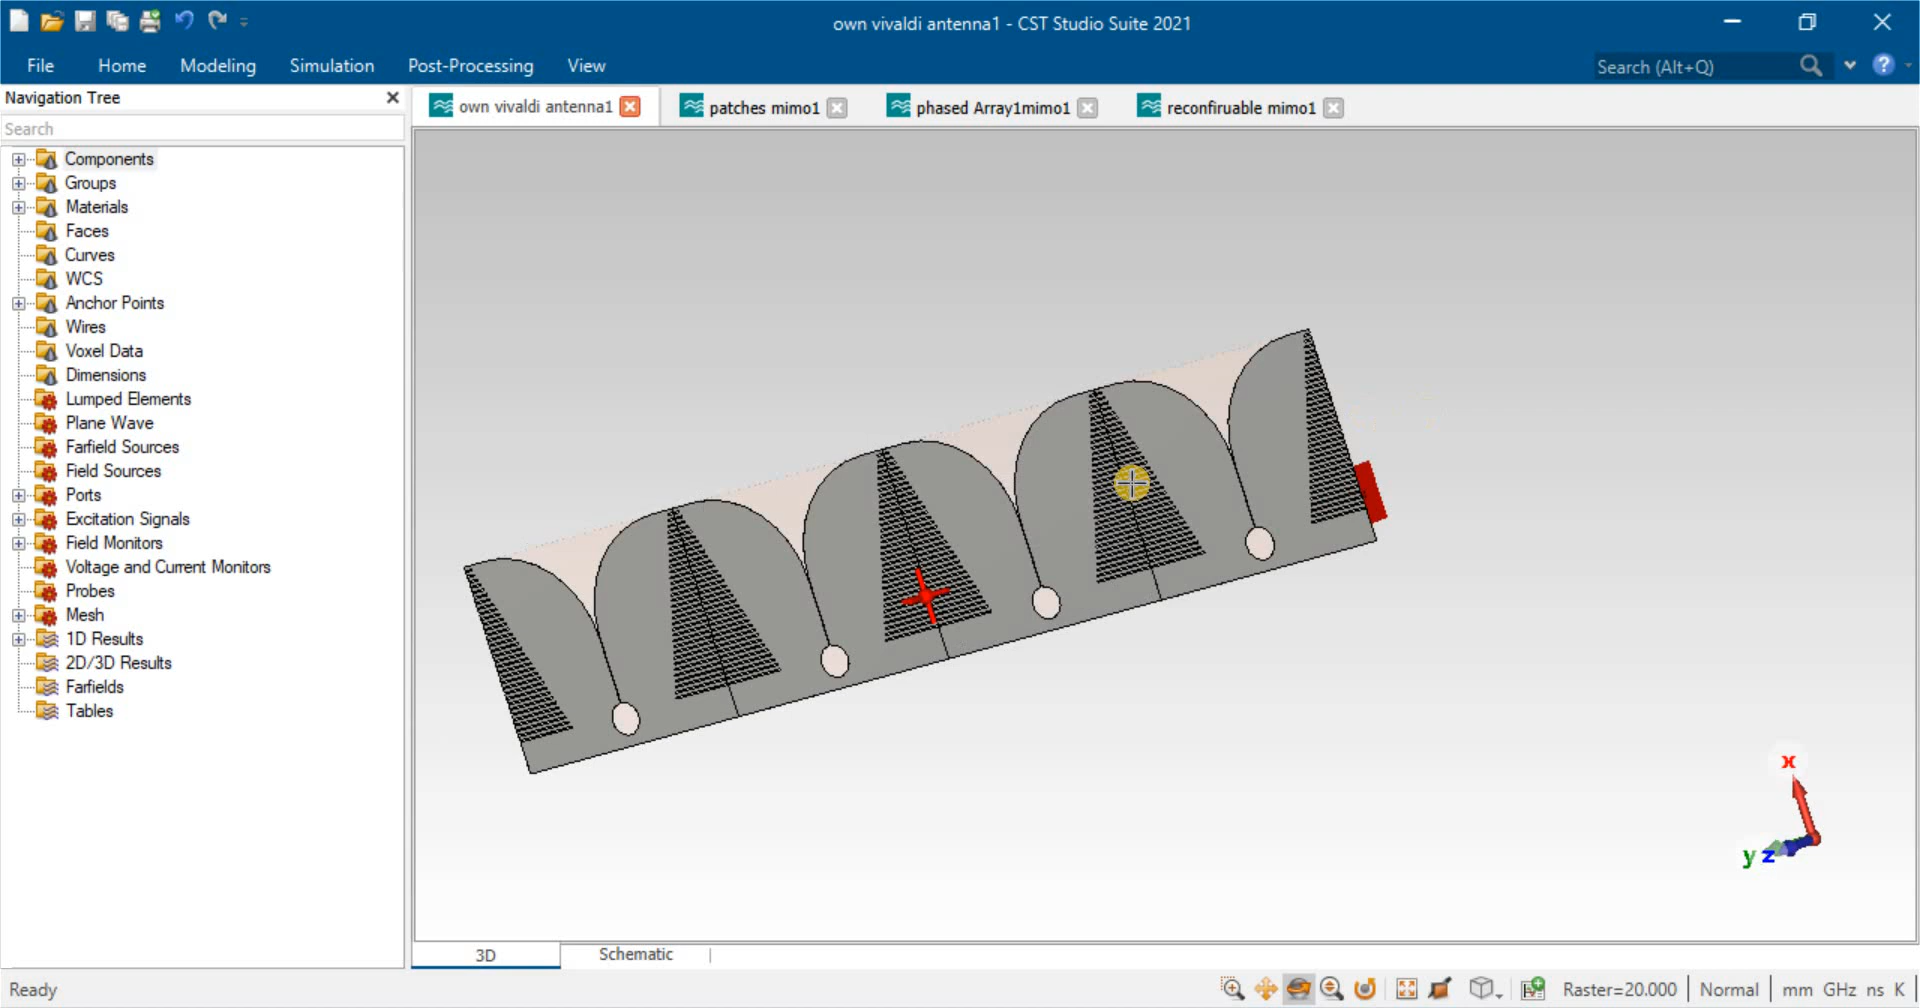 own vivaldi antenna1 - CST Studio Suite 2021
File Home Modeling Simulation Post-Processing View
Search (Alt+Q)
?
Navigation Tree
own vivaldi antenna1 patches mimo1 phased Array1mimo1 reconfiruable mimo1
Search
Components
Groups
Materials
Faces
Curves
WCS
Anchor Points
Wires
Voxel Data
Dimensions
Lumped Elements
Plane Wave
Farfield Sources
Field Sources
Ports
Excitation Signals
Field Monitors
Voltage and Current Monitors
Probes
Mesh
1D Results
2D/3D Results
Farfields
Tables
x
y z
3D Schematic
Ready
Raster=20.000 Normal mm GHz ns K